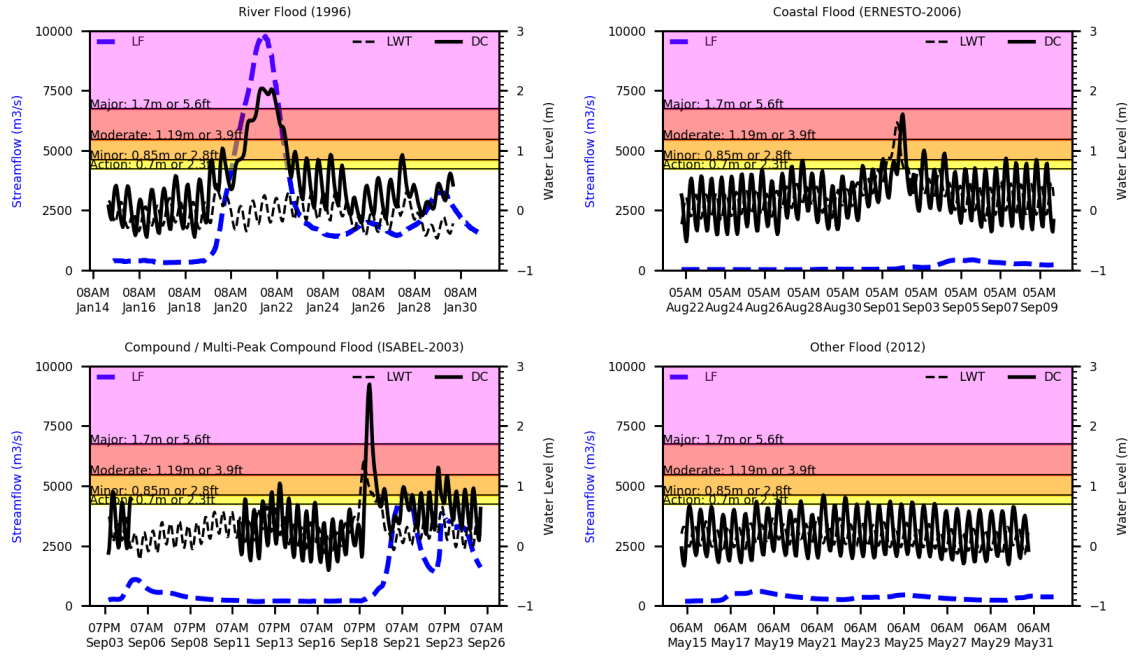 River Flood (1996)
Coastal Flood (ERNESTO-2006)
LF LWT DC
LWT DC
Streamflow (m3/s)
10000
7500
5000
2500
0
Major: 1.7m or 5.6ft
Moderate: 1.19m or 3.9ft
Minor: 0.85m or 2.8ft
Action: 0.7m or 2.3ft
3
2
1
0
−1
Water Level (m)
08AM 08AM 08AM 08AM 08AM 08AM 08AM 08AM 08AM
Jan14 Jan16 Jan18 Jan20 Jan22 Jan24 Jan26 Jan28 Jan30
Streamflow (m3/s)
10000
7500
5000
2500
0
LF
Major: 1.7m or 5.6ft
Moderate: 1.19m or 3.9ft
Minor: 0.85m or 2.8ft
Action: 0.7m or 2.3ft
3
2
1
0
−1
Water Level (m)
05AM 05AM 05AM 05AM 05AM 05AM 05AM 05AM 05AM 05AM
Aug22 Aug24 Aug26 Aug28 Aug30 Sep01 Sep03 Sep05 Sep07 Sep09
Compound / Multi-Peak Compound Flood (ISABEL-2003)
Other Flood (2012)
Streamflow (m3/s)
10000
7500
5000
2500
0
LF LWT DC
Major: 1.7m or 5.6ft
Moderate: 1.19m or 3.9ft
Minor: 0.85m or 2.8ft
Action: 0.7m or 2.3ft
3
2
1
0
−1
Water Level (m)
07PM 07AM 07PM 07AM 07PM 07AM 07PM 07AM 07PM 07AM
Sep03 Sep06 Sep08 Sep11 Sep13 Sep16 Sep18 Sep21 Sep23 Sep26
Streamflow (m3/s)
10000
7500
5000
2500
0
LF LWT DC
Major: 1.7m or 5.6ft
Moderate: 1.19m or 3.9ft
Minor: 0.85m or 2.8ft
Action: 0.7m or 2.3ft
3
2
1
0
−1
Water Level (m)
06AM 06AM 06AM 06AM 06AM 06AM 06AM 06AM 06AM
May15 May17 May19 May21 May23 May25 May27 May29 May31